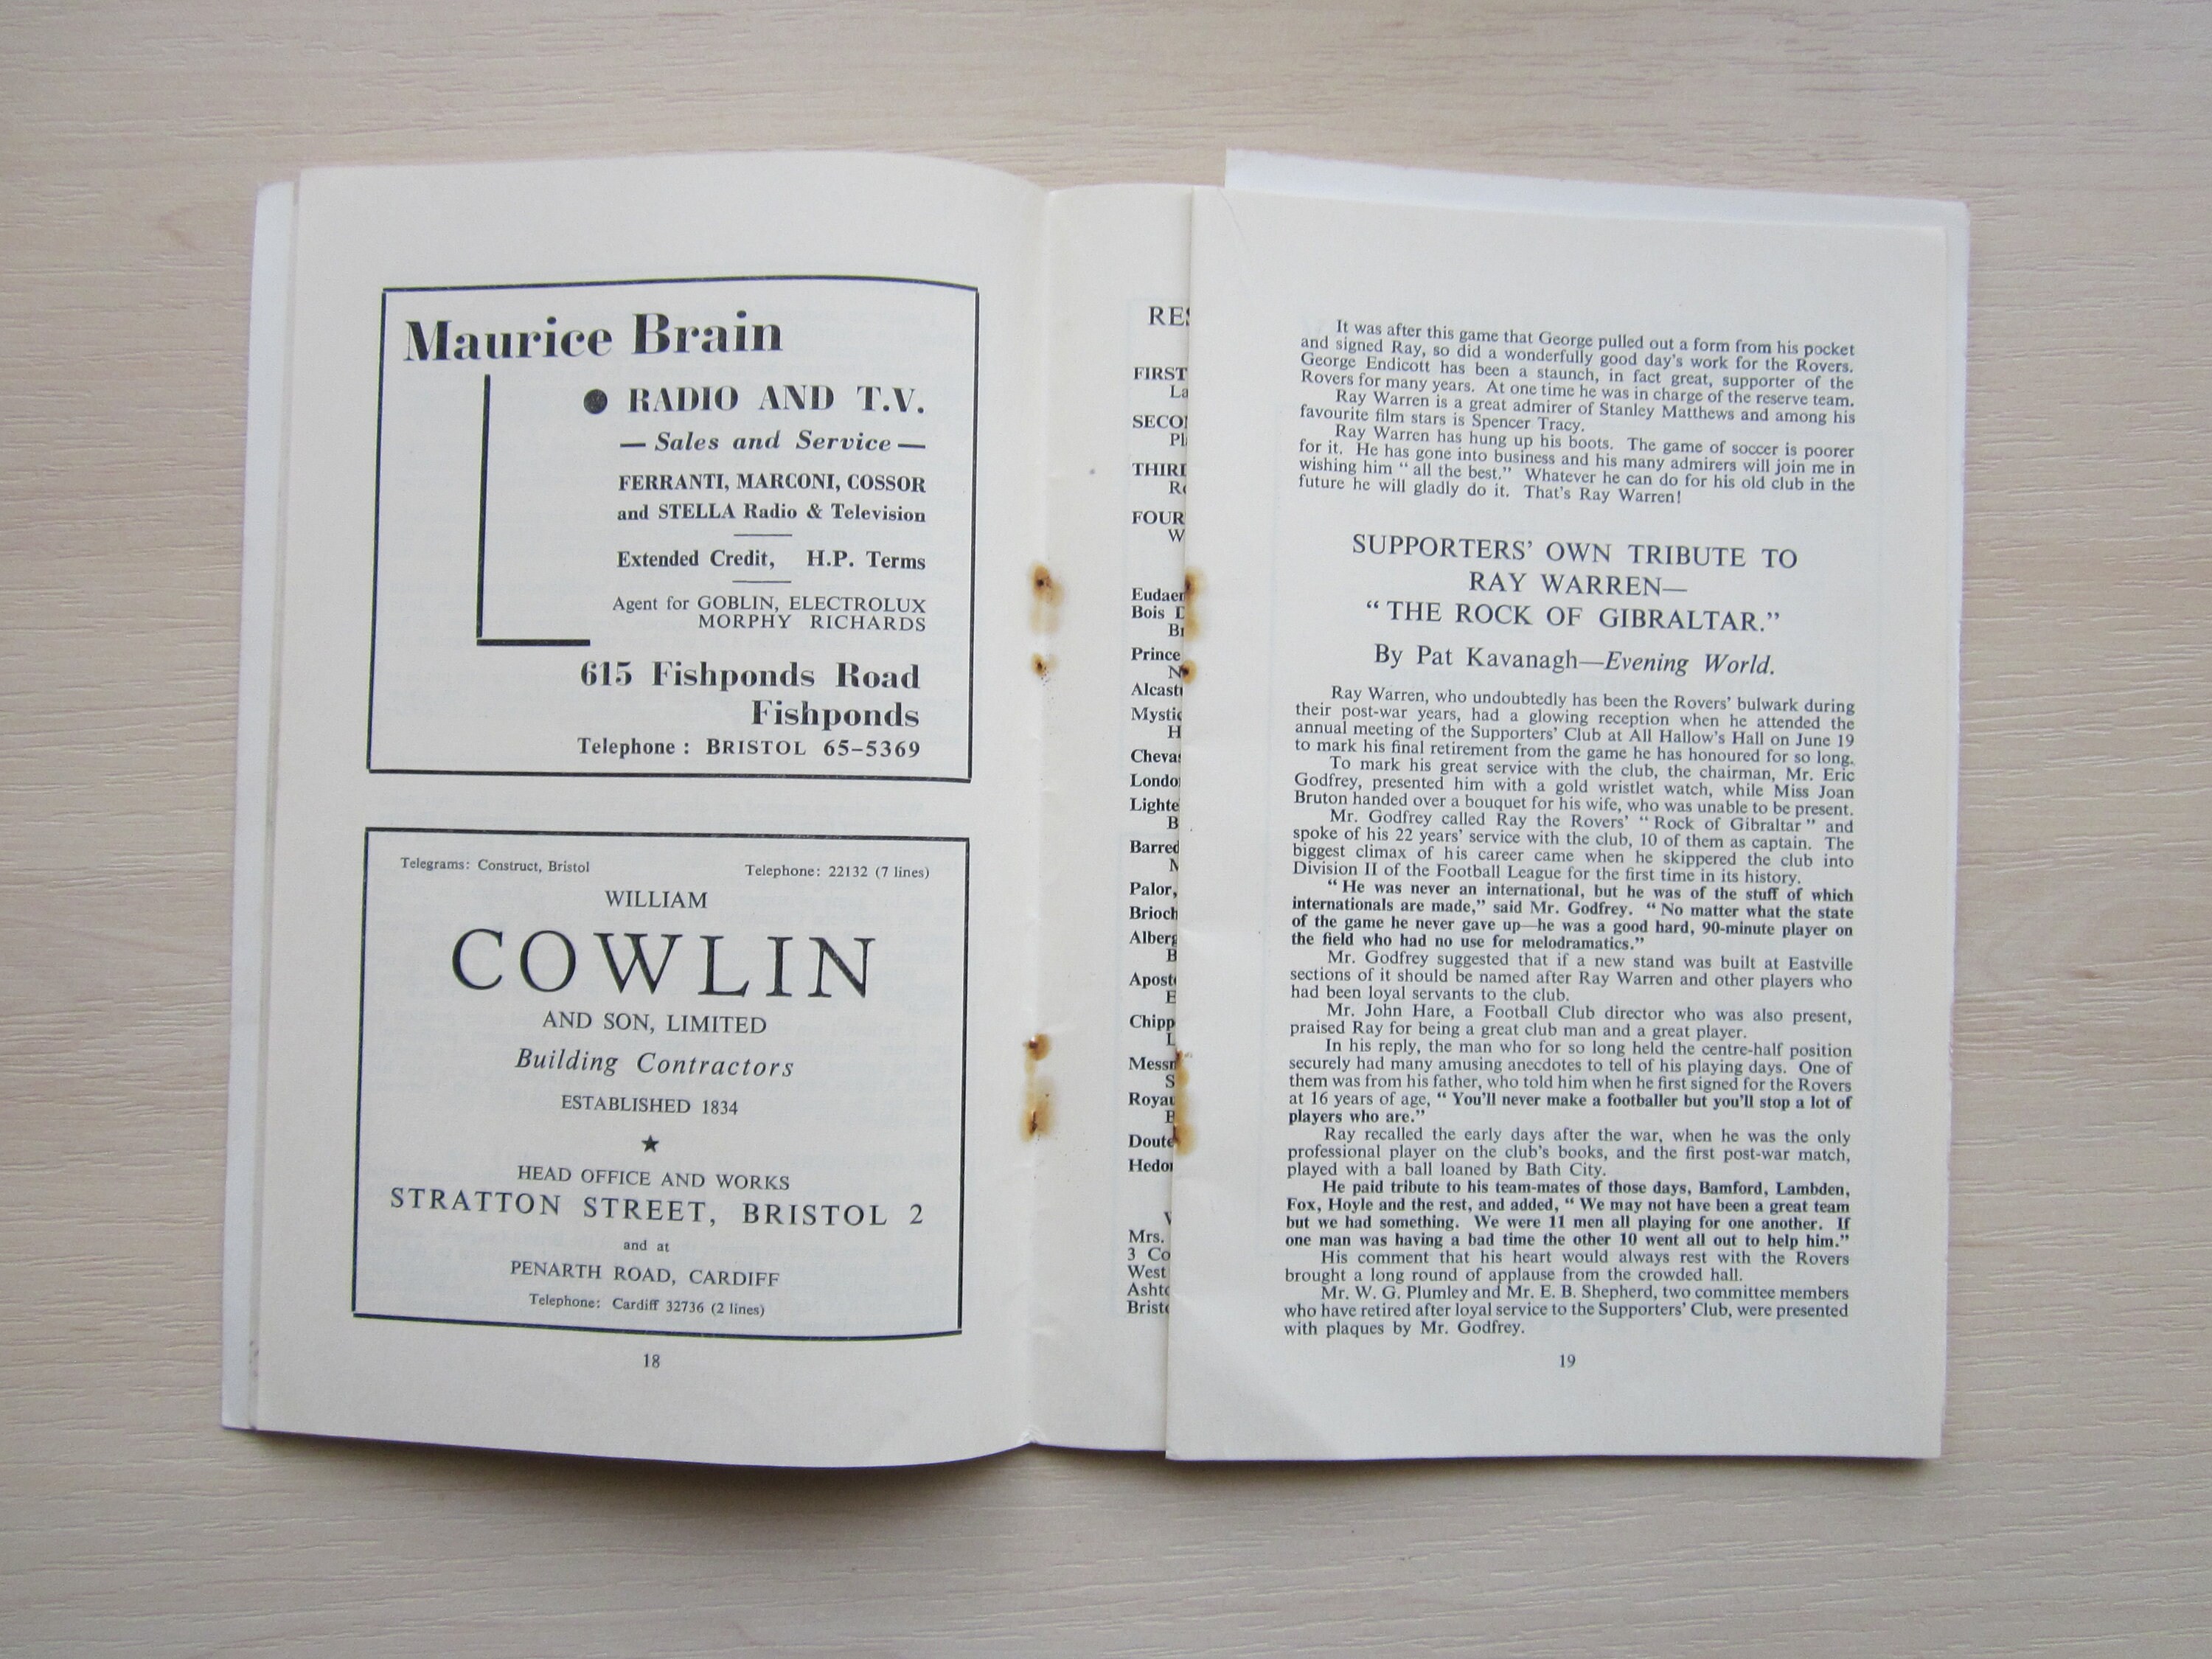 Maurice Brain
● RADIO AND T.V.
— Sales and Service —
FERRANTI, MARCONI, COSSOR
and STELLA Radio & Television
Extended Credit, H.P. Terms
Agent for GOBLIN, ELECTROLUX
MORPHY RICHARDS
615 Fishponds Road
Fishponds
Telephone : BRISTOL 65–5369
Telegrams: Construct, Bristol Telephone: 22132 (7 lines)
WILLIAM
COWLIN
AND SON, LIMITED
Building Contractors
ESTABLISHED 1834
★
HEAD OFFICE AND WORKS
STRATTON STREET, BRISTOL 2
and at
PENARTH ROAD, CARDIFF
Telephone: Cardiff 32736 (2 lines)
18
FIRST
La
Pl
W
Bois
Prince
Mystic
H
B
Palor,
B
L
B
Mrs.
3 Co
West
It was after this game that George pulled out a form from his pocket
and signed Ray, so did a wonderfully good day's work for the Rovers.
George Endicott has been a staunch, in fact great, supporter of the
Rovers for many years. At one time he was in charge of the reserve team.
Ray Warren is a great admirer of Stanley Matthews and among his
favourite film stars is Spencer Tracy.
Ray Warren has hung up his boots. The game of soccer is poorer
for it. He has gone into business and his many admirers will join me in
wishing him " all the best." Whatever he can do for his old club in the
future he will gladly do it. That's Ray Warren!
SUPPORTERS' OWN TRIBUTE TO
RAY WARREN—
" THE ROCK OF GIBRALTAR."
By Pat Kavanagh—Evening World.
Ray Warren, who undoubtedly has been the Rovers' bulwark during
their post-war years, had a glowing reception when he attended the
annual meeting of the Supporters' Club at All Hallow's Hall on June 19
to mark his final retirement from the game he has honoured for so long.
To mark his great service with the club, the chairman, Mr. Eric
Godfrey, presented him with a gold wristlet watch, while Miss Joan
Bruton handed over a bouquet for his wife, who was unable to be present.
Mr. Godfrey called Ray the Rovers' " Rock of Gibraltar " and
spoke of his 22 years' service with the club, 10 of them as captain. The
biggest climax of his career came when he skippered the club into
Division II of the Football League for the first time in its history.
" He was never an international, but he was of the stuff of which
internationals are made," said Mr. Godfrey. " No matter what the state
of the game he never gave up—he was a good hard, 90-minute player on
the field who had no use for melodramatics."
Mr. Godfrey suggested that if a new stand was built at Eastville
sections of it should be named after Ray Warren and other players who
had been loyal servants to the club.
Mr. John Hare, a Football Club director who was also present,
praised Ray for being a great club man and a great player.
In his reply, the man who for so long held the centre-half position
securely had many amusing anecdotes to tell of his playing days. One of
them was from his father, who told him when he first signed for the Rovers
at 16 years of age, " You'll never make a footballer but you'll stop a lot of
players who are."
Ray recalled the early days after the war, when he was the only
professional player on the club's books, and the first post-war match,
played with a ball loaned by Bath City.
He paid tribute to his team-mates of those days, Bamford, Lambden,
Fox, Hoyle and the rest, and added, " We may not have been a great team
but we had something. We were 11 men all playing for one another. If
one man was having a bad time the other 10 went all out to help him."
His comment that his heart would always rest with the Rovers
brought a long round of applause from the crowded hall.
Mr. W. G. Plumley and Mr. E. B. Shepherd, two committee members
who have retired after loyal service to the Supporters' Club, were presented
with plaques by Mr. Godfrey.
19